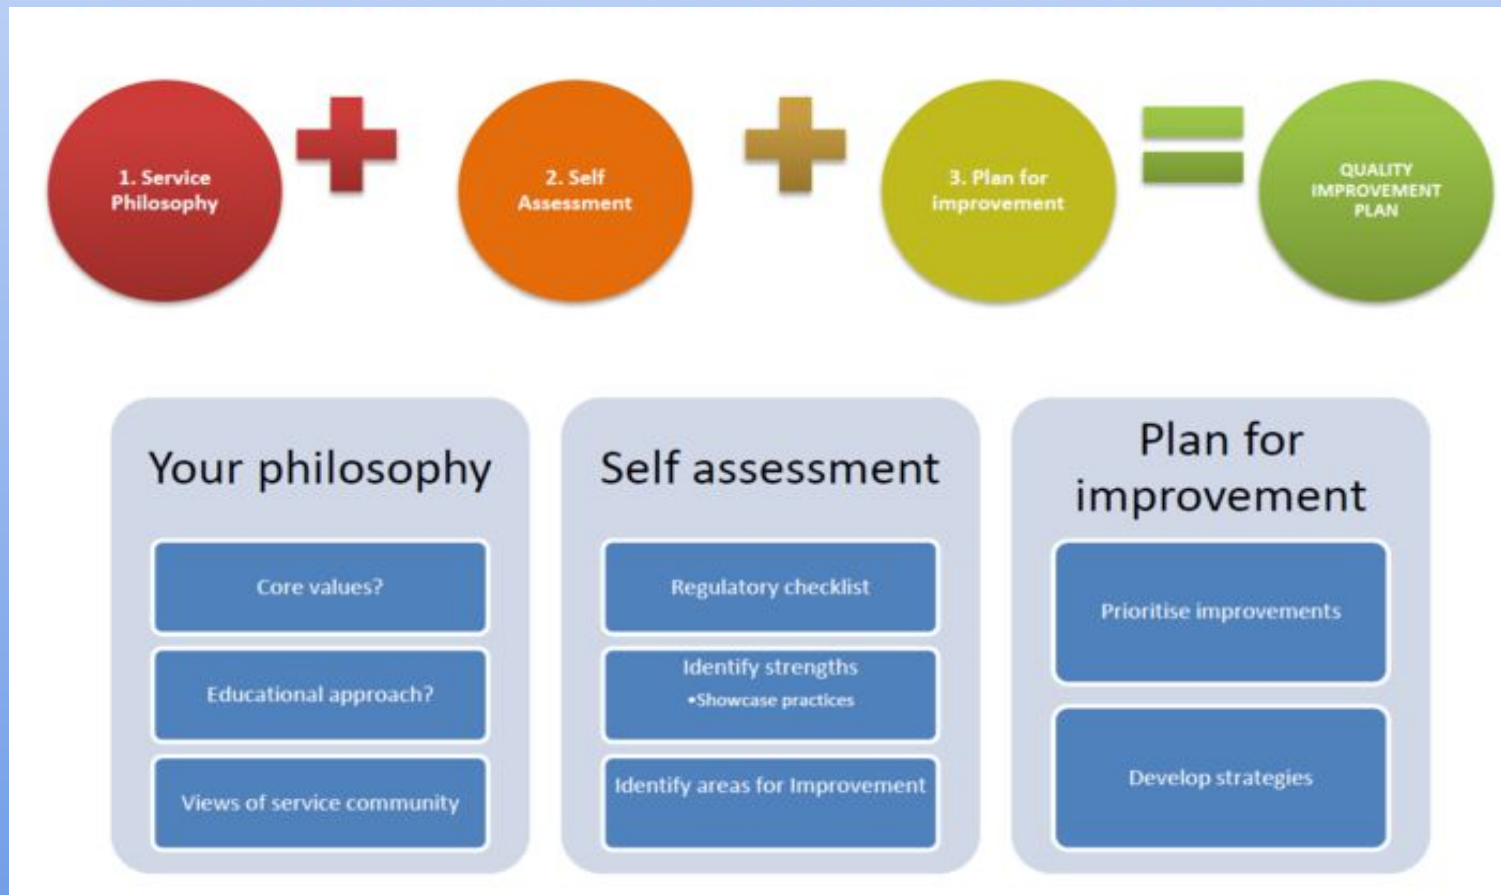 1. Service
Philosophy
2. Self
Assessment
3. Plan for
improvement
QUALITY
IMPROVEMENT
PLAN
Your philosophy
Core values?
Educational approach?
Views of service community
Self assessment
Regulatory checklist
Identify strengths
•Showcase practices
Identify areas for Improvement
Plan for
improvement
Prioritise improvements
Develop strategies